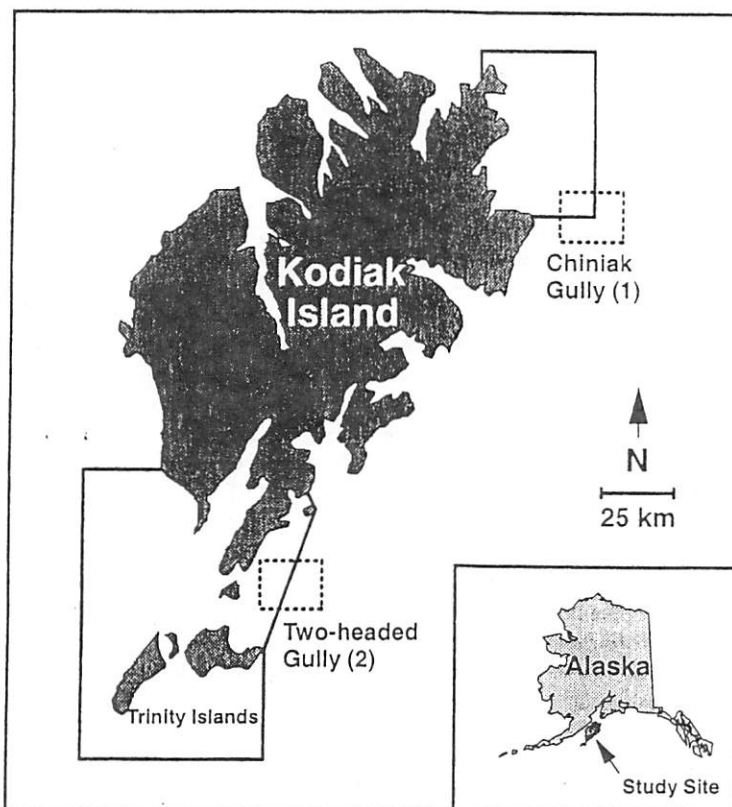 Kodiak
Island
Chiniak
Gully (1)
N
25 km
Two-headed
Gully (2)
Trinity Islands
Alaska
Study Site